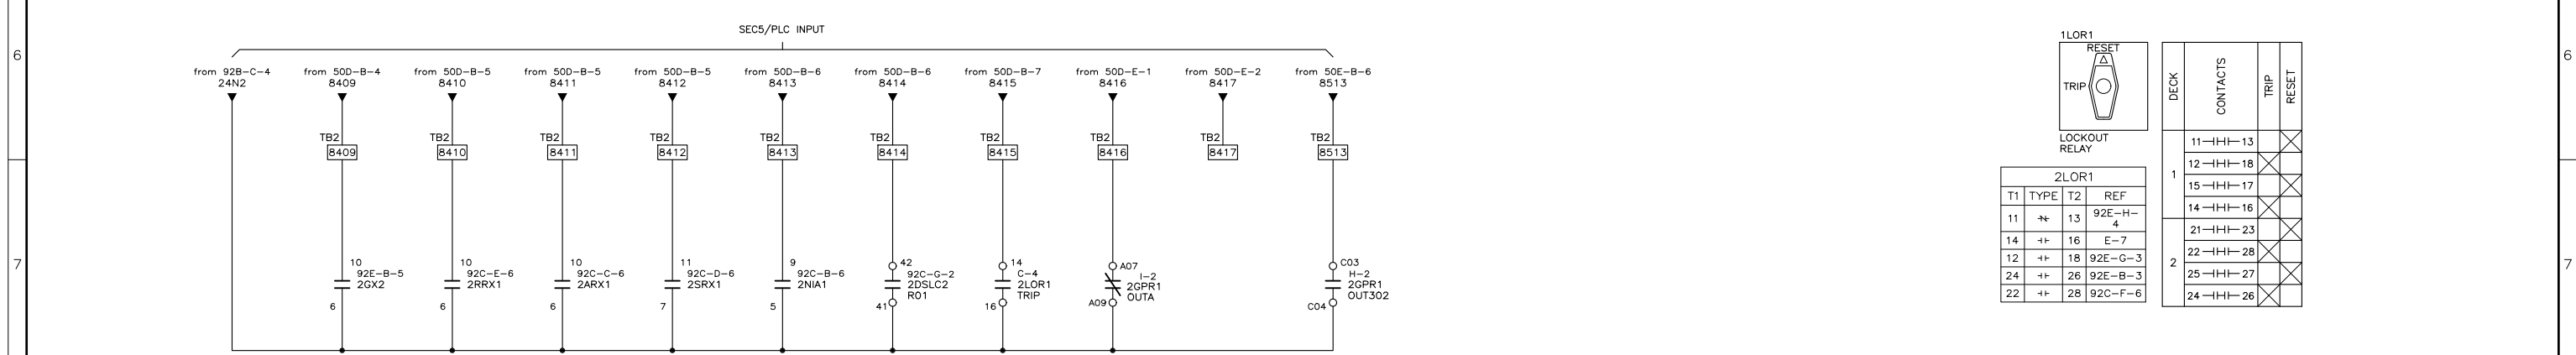 SEC5/PLC INPUT
6
6
from 92B-C-4
24N2
from 50D-B-4
8409
from 50D-B-5
8410
from 50D-B-5
8411
from 50D-B-5
8412
from 50D-B-6
8413
from 50D-B-6
8414
from 50D-B-7
8415
from 50D-E-1
8416
from 50D-E-2
8417
from 50E-B-6
8513
TB2
8409
TB2
8410
TB2
8411
TB2
8412
TB2
8413
TB2
8414
TB2
8415
TB2
8416
TB2
8417
TB2
8513
7
7
10
92E-B-5
2GX2
6
10
92C-E-6
2RRX1
6
10
92C-C-6
2ARX1
6
11
92C-D-6
2SRX1
7
9
92C-B-6
2NIA1
5
42
92C-G-2
2DSLC2
R01
41
14
C-4
2LOR1
TRIP
16
A07
I-2
2GPR1
OUTA
A09
C03
H-2
2GPR1
OUT302
C04
1LOR1
RESET
TRIP
LOCKOUT
RELAY
2LOR1
T1 TYPE T2 REF
11 13 92E-H-
4
14 16 E-7
12 18 92E-G-3
24 26 92E-B-3
22 28 92C-F-6
DECK CONTACTS TRIP RESET
1
11 13
12 18
15 17
14 16
2
21 23
22 28
25 27
24 26